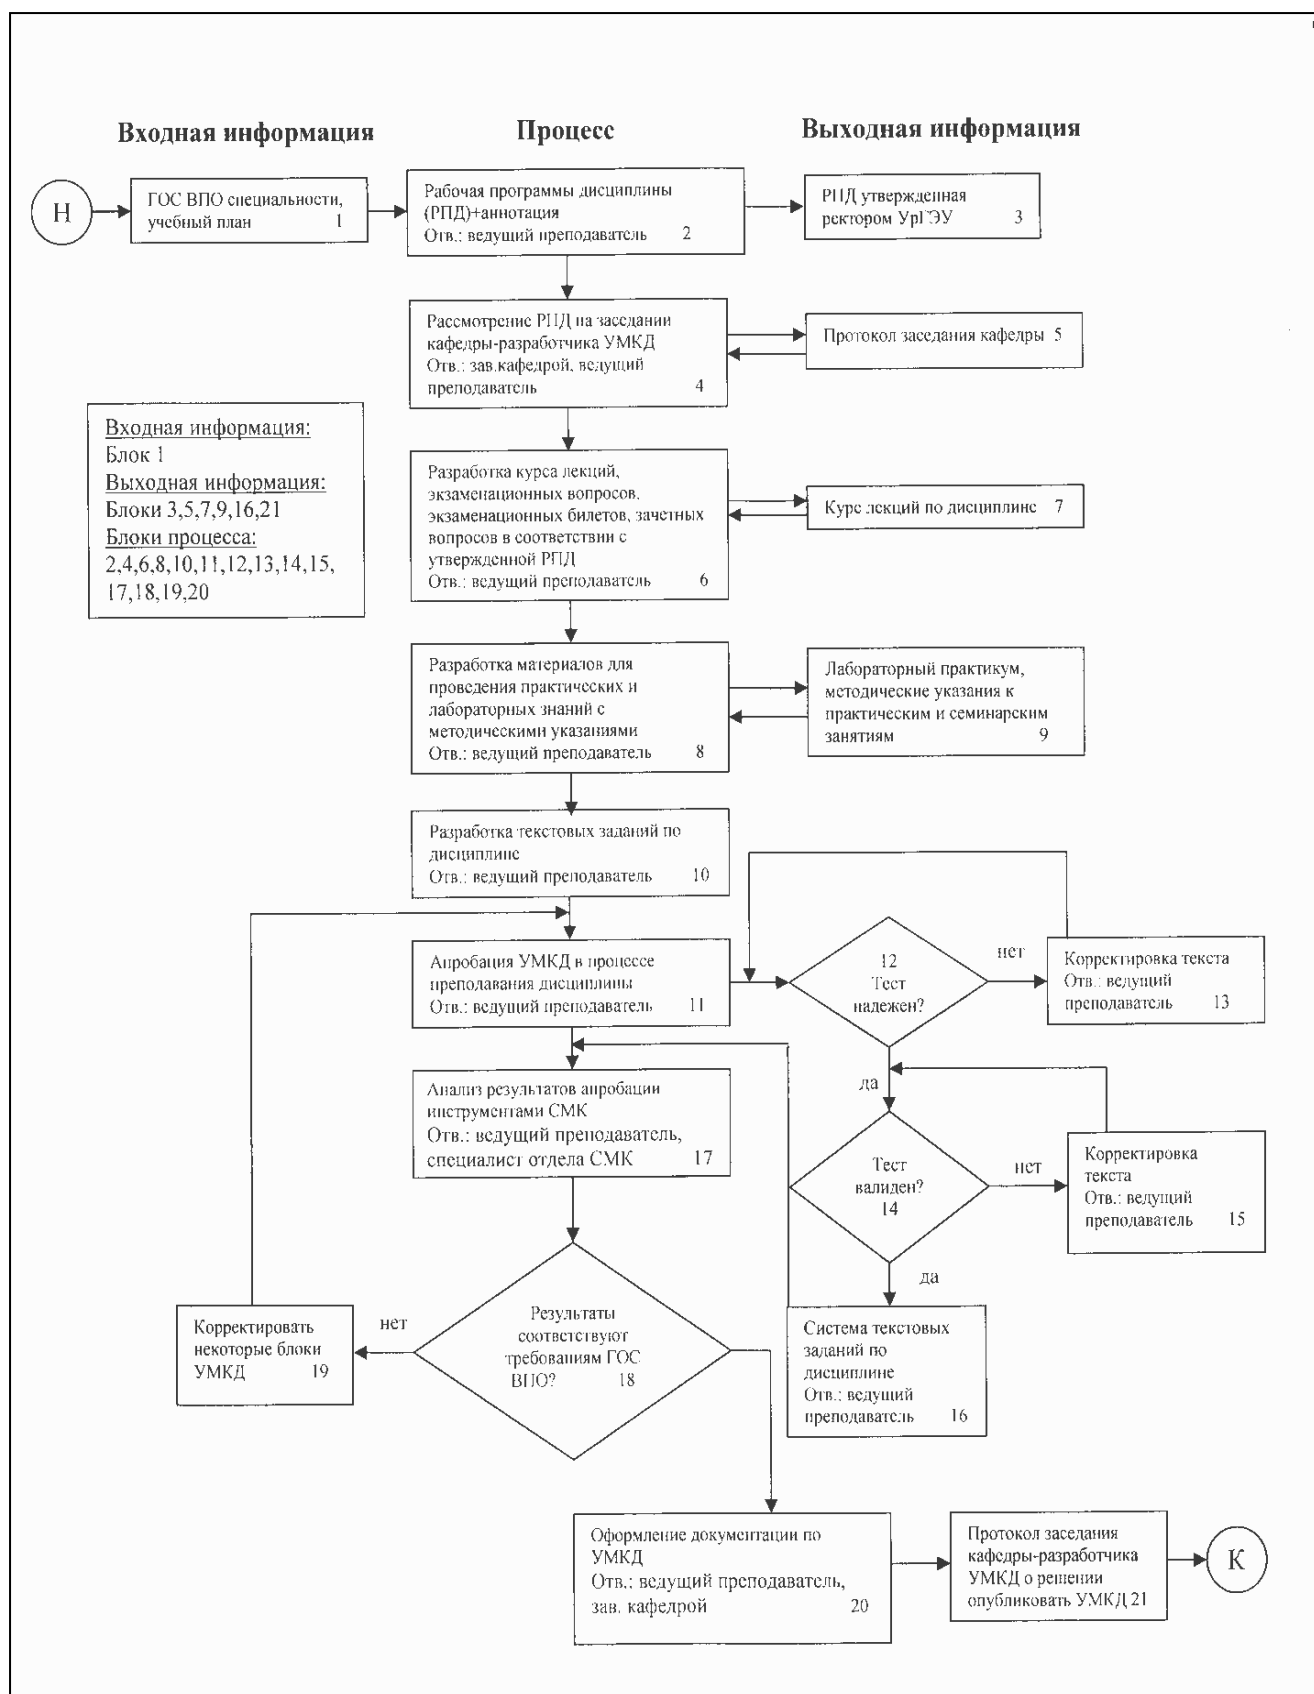 Входная информация
Процесс
Выходная информация
Н
ГОС ВПО специальности,
учебный план 1
Рабочая программы дисциплины
(РПД)+аннотация
Отв.: ведущий преподаватель 2
РПД утвержденная
ректором УрГЭУ 3
Рассмотрение РПД на заседании
кафедры-разработчика УМКД
Отв.: зав.кафедрой, ведущий
преподаватель 4
Протокол заседания кафедры 5
Входная информация:
Блок 1
Выходная информация:
Блоки 3,5,7,9,16,21
Блоки процесса:
2,4,6,8,10,11,12,13,14,15,
17,18,19,20
Разработка курса лекций,
экзаменационных вопросов,
экзаменационных билетов, зачетных
вопросов в соответствии с
утвержденной РПД
Отв.: ведущий преподаватель 6
Курс лекций по дисциплине 7
Разработка материалов для
проведения практических и
лабораторных знаний с
методическими указаниями
Отв.: ведущий преподаватель 8
Лабораторный практикум,
методические указания к
практическим и семинарским
занятиям 9
Разработка текстовых заданий по
дисциплине
Отв.: ведущий преподаватель 10
Апробация УМКД в процессе
преподавания дисциплины
Отв.: ведущий преподаватель 11
12
Тест
надежен?
нет
Корректировка текста
Отв.: ведущий
преподаватель 13
да
Анализ результатов апробации
инструментами СМК
Отв.: ведущий преподаватель,
специалист отдела СМК 17
Тест
валиден?
14
нет
Корректировка
текста
Отв.: ведущий
преподаватель 15
да
Результаты
соответствуют
требованиям ГОС
ВПО? 18
нет
Корректировать
некоторые блоки
УМКД 19
Система текстовых
заданий по
дисциплине
Отв.: ведущий
преподаватель 16
Оформление документации по
УМКД
Отв.: ведущий преподаватель,
зав. кафедрой 20
Протокол заседания
кафедры-разработчика
УМКД о решении
опубликовать УМКД 21
К